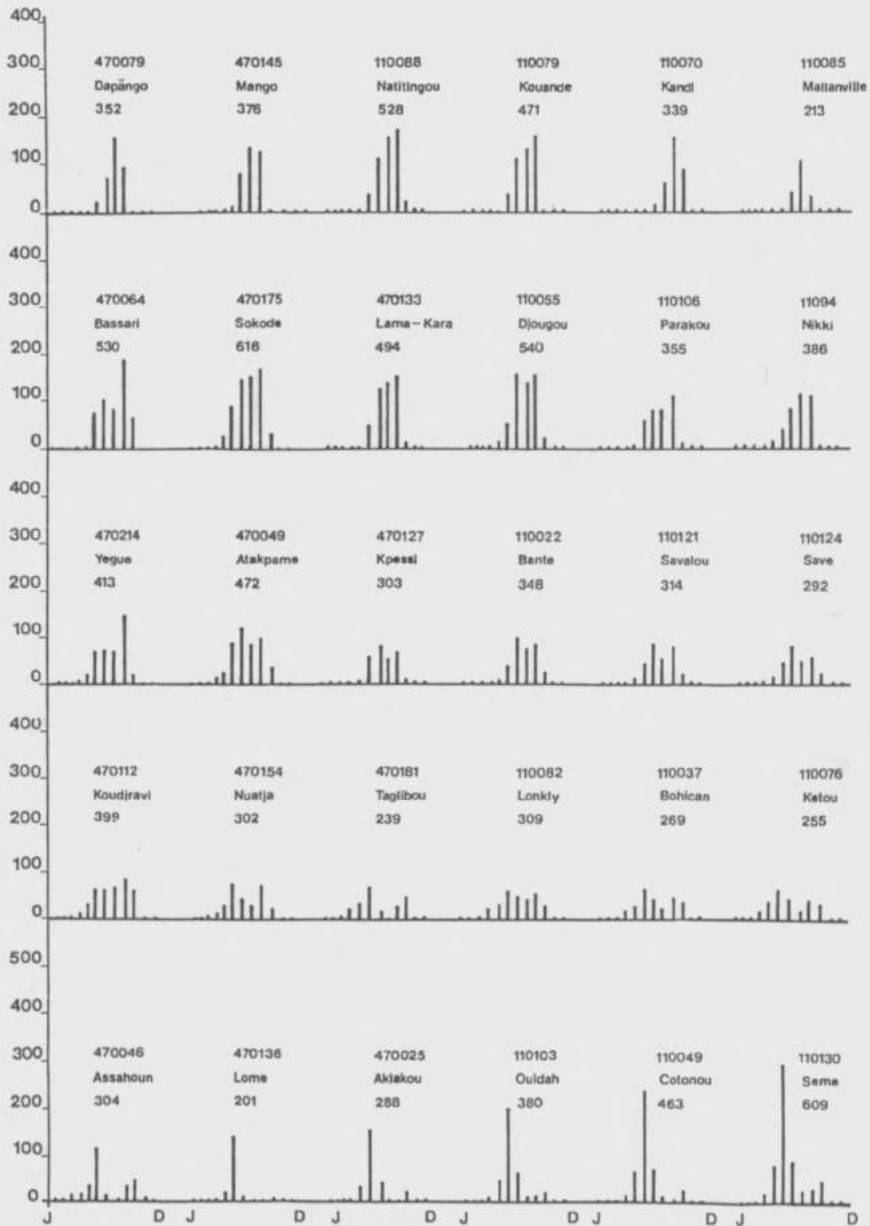 400
300
200
100
0
470079 470145 110088 110079 110070 110085
Dapango Mango Natitingou Kouande Kandi Mallanville
352 376 528 471 339 213
400
300
200
100
0
470064 470175 470133 110055 110106 11094
Bassari Sokode Lama-Kara Djougou Parakou Nikki
530 616 494 540 355 386
400
300
200
100
0
470214 470049 470127 110022 110121 110124
Yegue Atakpame Kpessi Bante Savalou Save
413 472 303 348 314 292
400
300
200
100
0
470112 470154 470181 110082 110037 110076
Koudjravi Nuatja Taglibou Lonkly Bohican Ketou
399 302 239 309 269 255
500
400
300
200
100
0
470046 470136 470025 110103 110049 110130
Assahoun Lome Aklakou Ouidah Cotonou Seme
304 201 288 380 463 609
J D J D J D J D J D J D